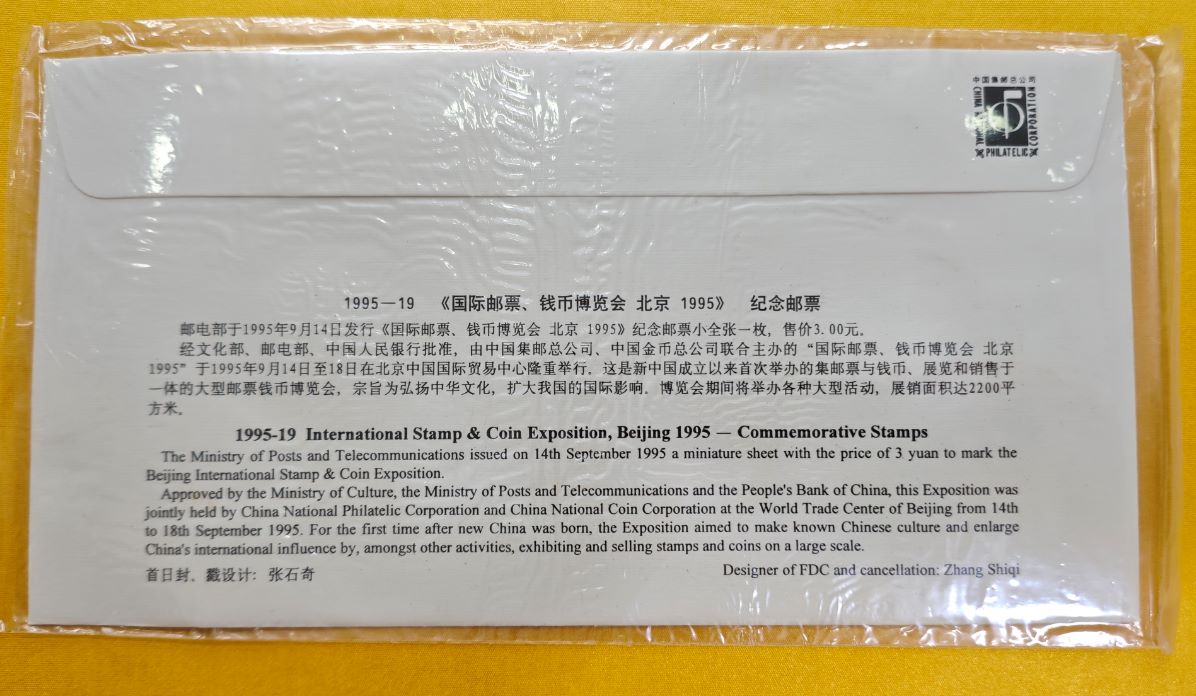 中国集邮总公司
CHINA NATIONAL
PHILATELIC
CORPORATION
1995—19 《国际邮票、钱币博览会 北京 1995》 纪念邮票
邮电部于1995年9月14日发行《国际邮票、钱币博览会 北京 1995》纪念邮票小全张一枚，售价3.00元。
经文化部、邮电部、中国人民银行批准，由中国集邮总公司、中国金币总公司联合主办的“国际邮票、钱币博览会 北京
1995”于1995年9月14日至18日在北京中国国际贸易中心隆重举行。这是新中国成立以来首次举办的集邮票与钱币、展览和销售于
一体的大型邮票钱币博览会，宗旨为弘扬中华文化，扩大我国的国际影响。博览会期间将举办各种大型活动，展销面积达2200平
方米。
1995-19 International Stamp & Coin Exposition, Beijing 1995 — Commemorative Stamps
The Ministry of Posts and Telecommunications issued on 14th September 1995 a miniature sheet with the price of 3 yuan to mark the
Beijing International Stamp & Coin Exposition.
Approved by the Ministry of Culture, the Ministry of Posts and Telecommunications and the People's Bank of China, this Exposition was
jointly held by China National Philatelic Corporation and China National Coin Corporation at the World Trade Center of Beijing from 14th
to 18th September 1995. For the first time after new China was born, the Exposition aimed to make known Chinese culture and enlarge
China's international influence by, amongst other activities, exhibiting and selling stamps and coins on a large scale.
首日封、戳设计：张石奇 Designer of FDC and cancellation: Zhang Shiqi